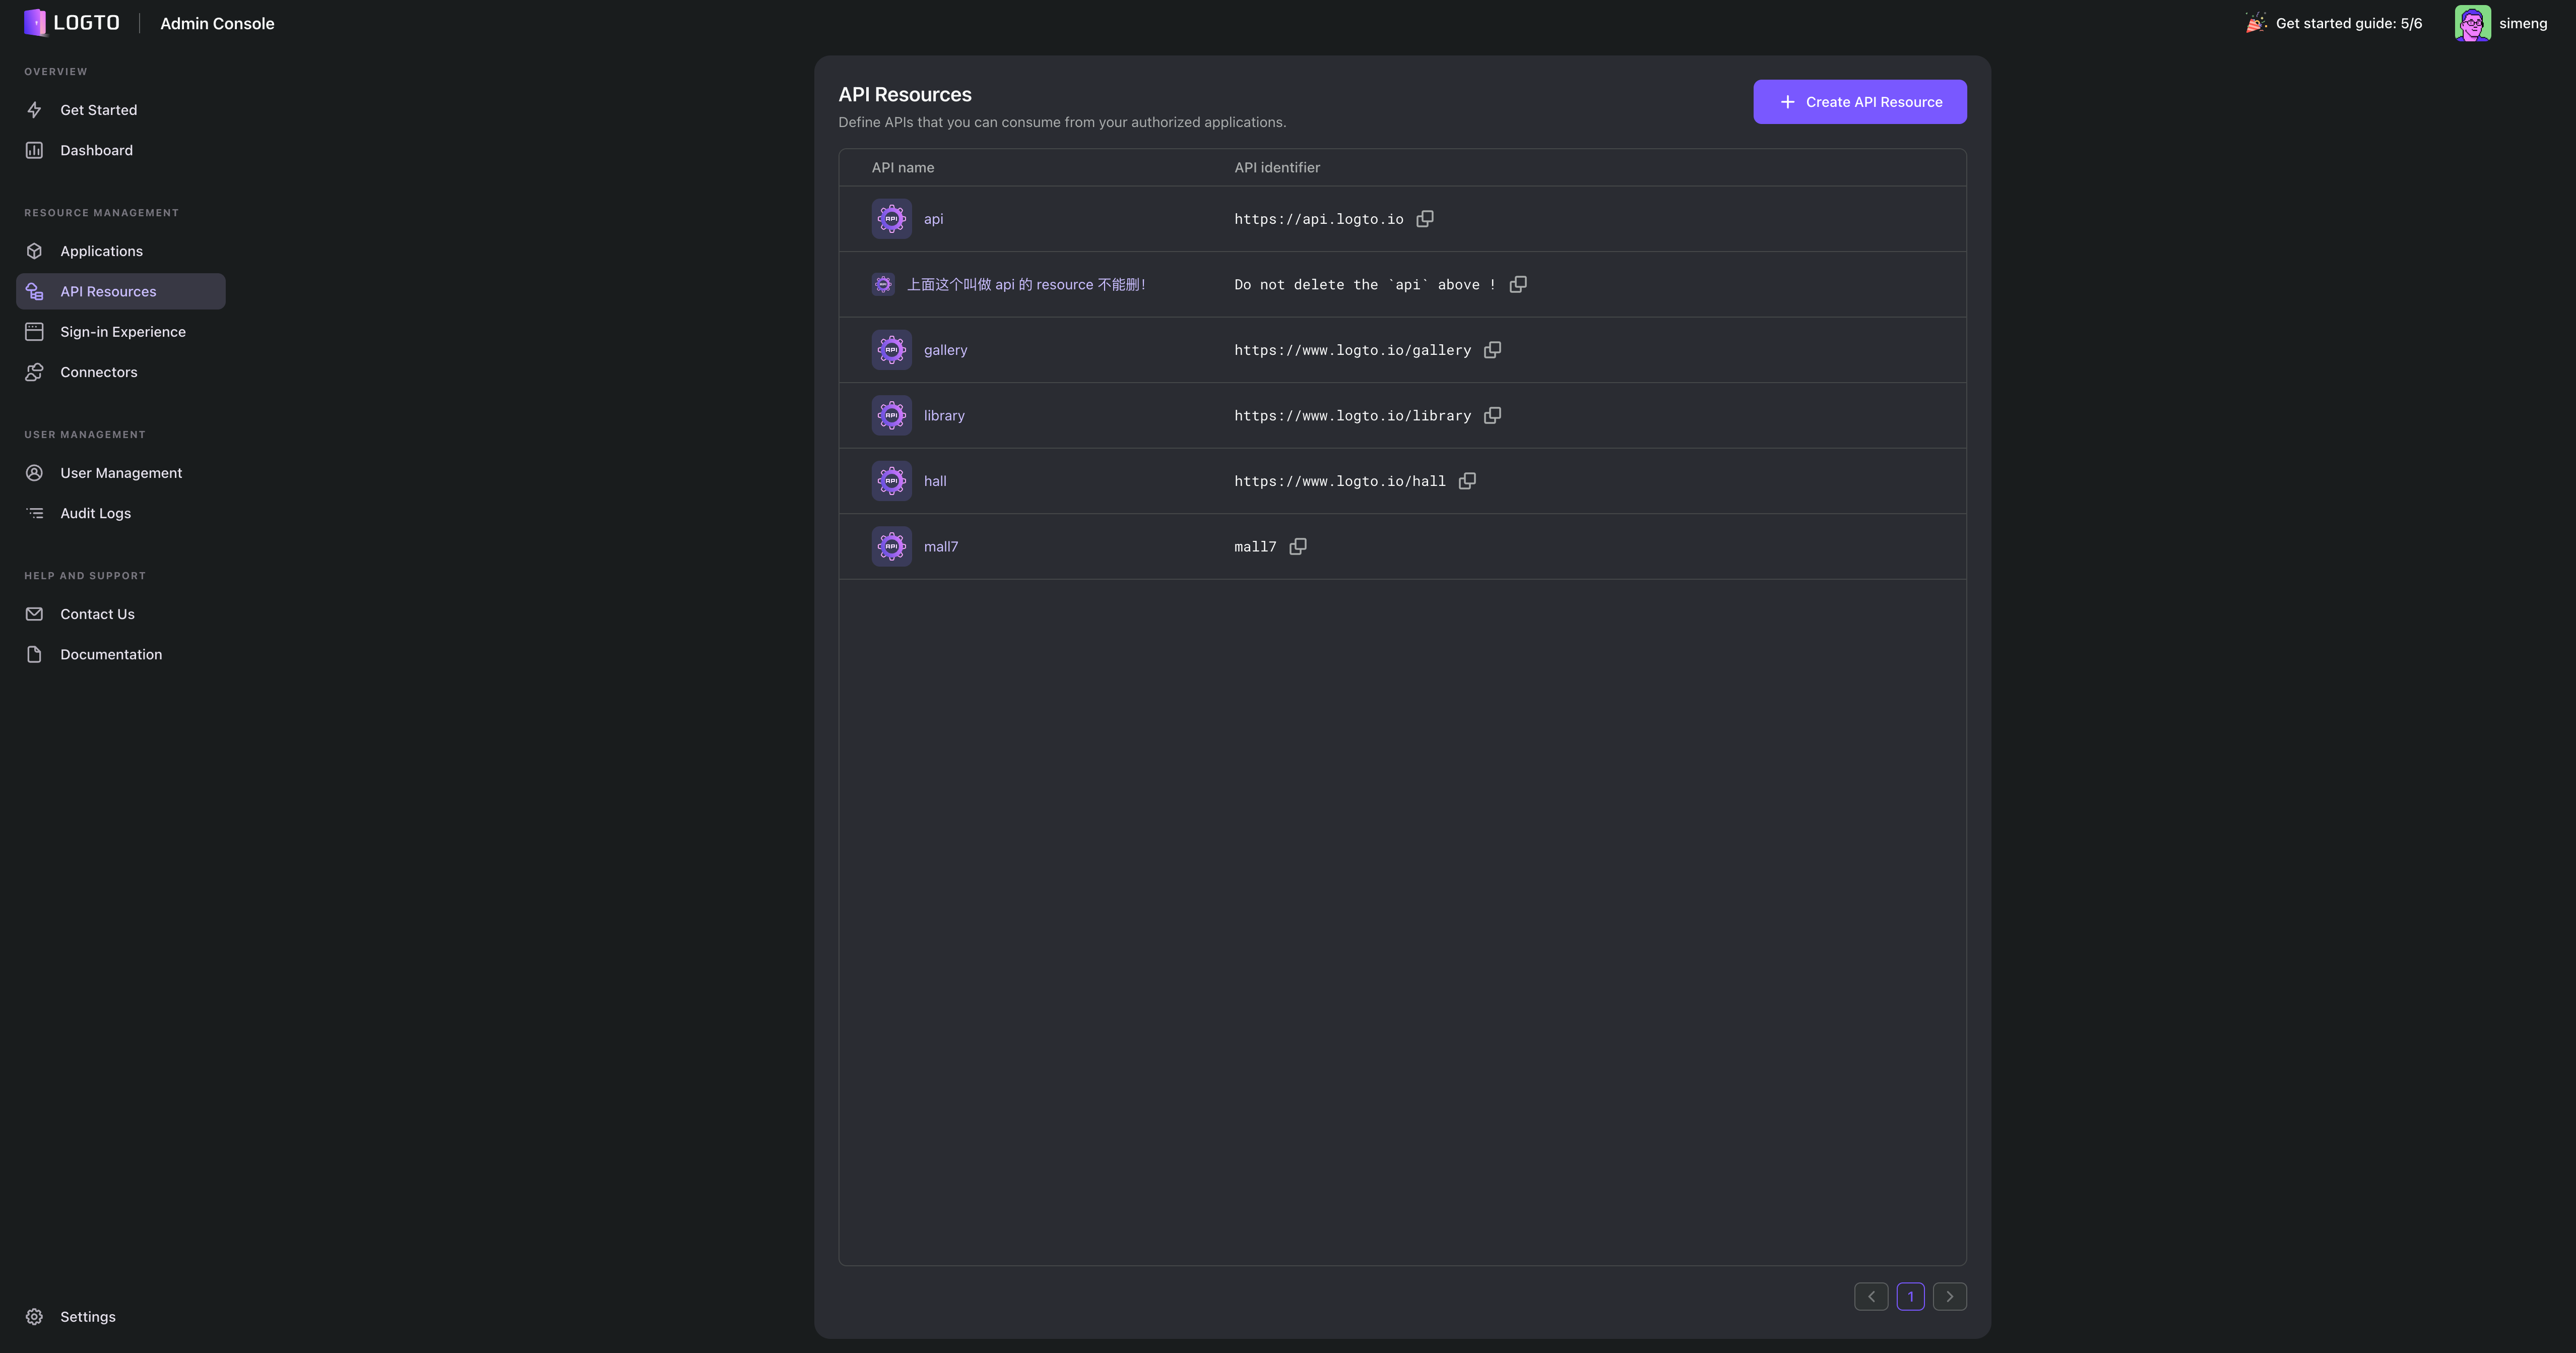 LOGTO
Admin Console
Get started guide: 5/6
simeng
OVERVIEW
Get Started
Dashboard
RESOURCE MANAGEMENT
Applications
API Resources
Sign-in Experience
Connectors
USER MANAGEMENT
User Management
Audit Logs
HELP AND SUPPORT
Contact Us
Documentation
Settings
API Resources
Define APIs that you can consume from your authorized applications.
Create API Resource
API name API identifier
API api https://api.logto.io
上面这个叫做 api 的 resource 不能删! Do not delete the `api` above !
API gallery https://www.logto.io/gallery
API library https://www.logto.io/library
API hall https://www.logto.io/hall
API mall7 mall7
1